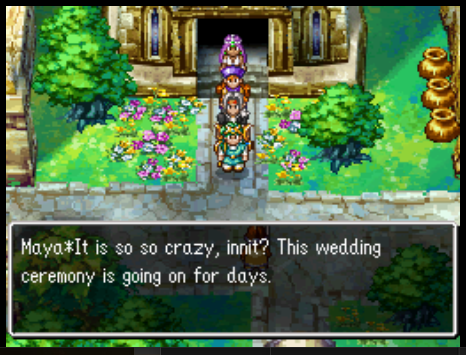 Maya*It is so so crazy, innit? This wedding
ceremony is going on for days.